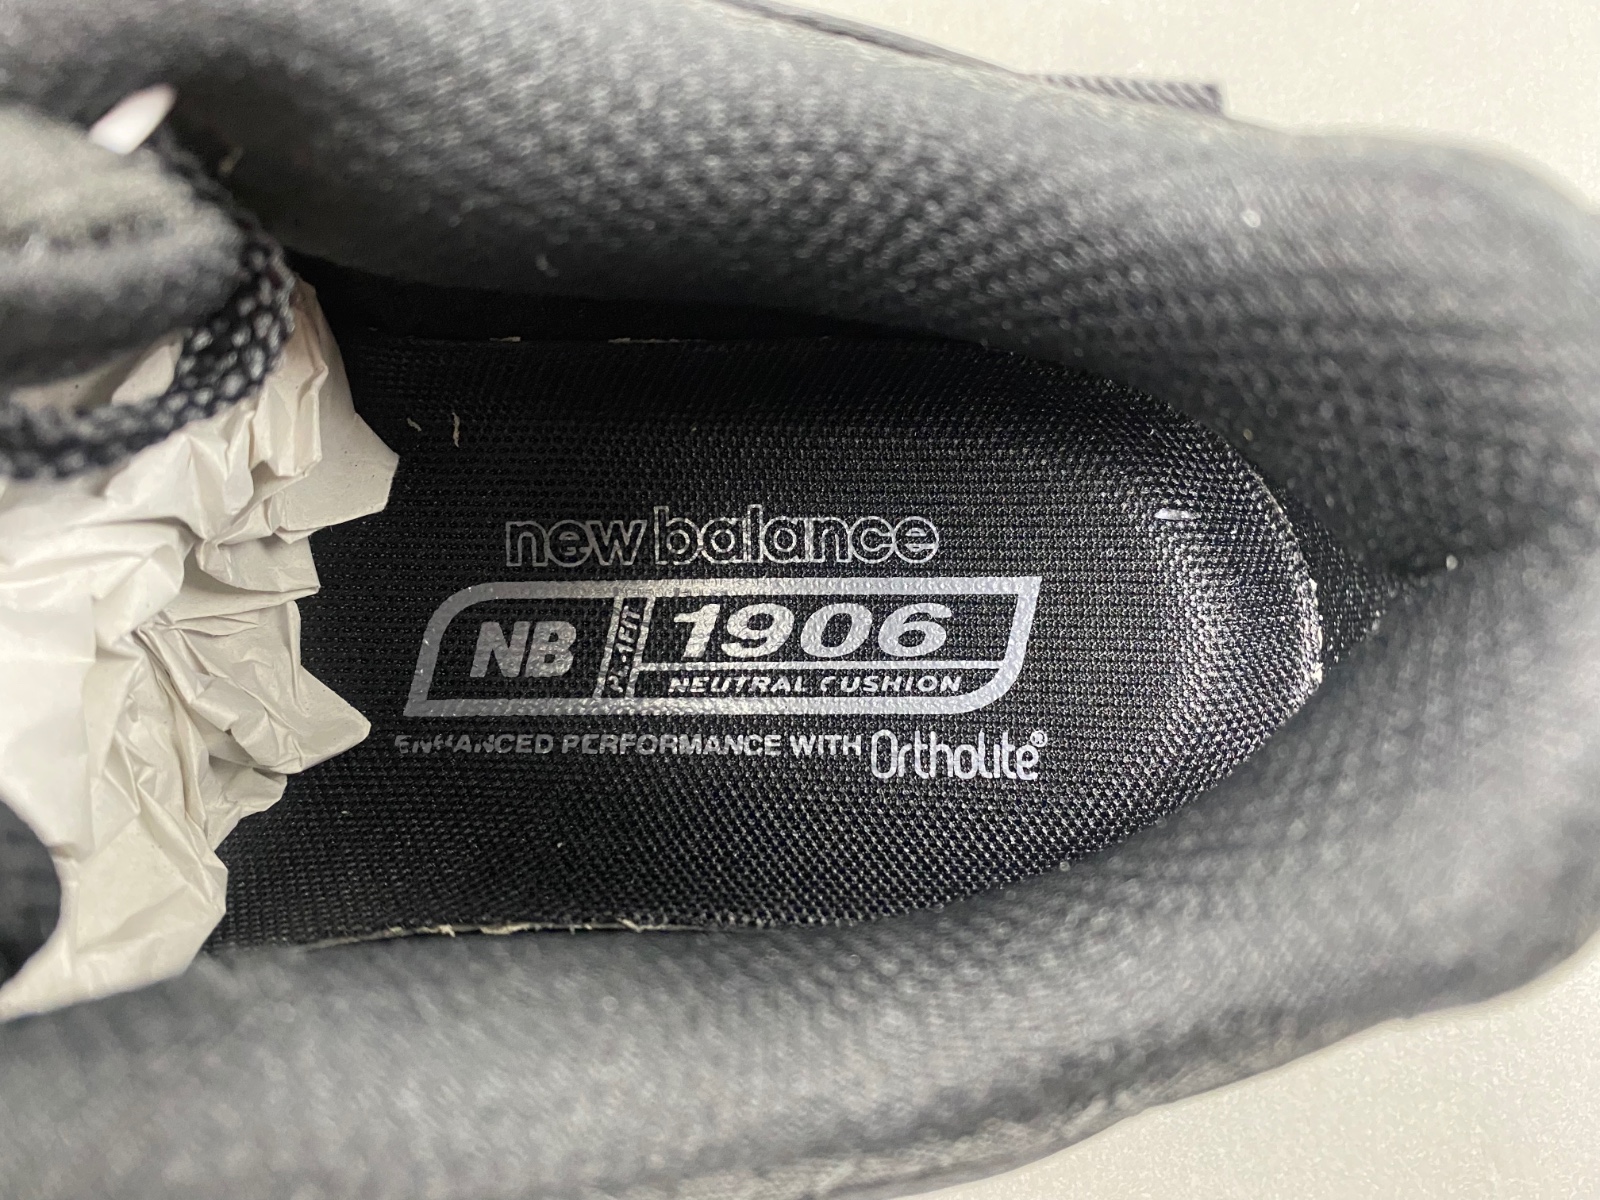 new balance
NB
1906
NEUTRAL CUSHION
ENHANCED PERFORMANCE WITH Ortholite®